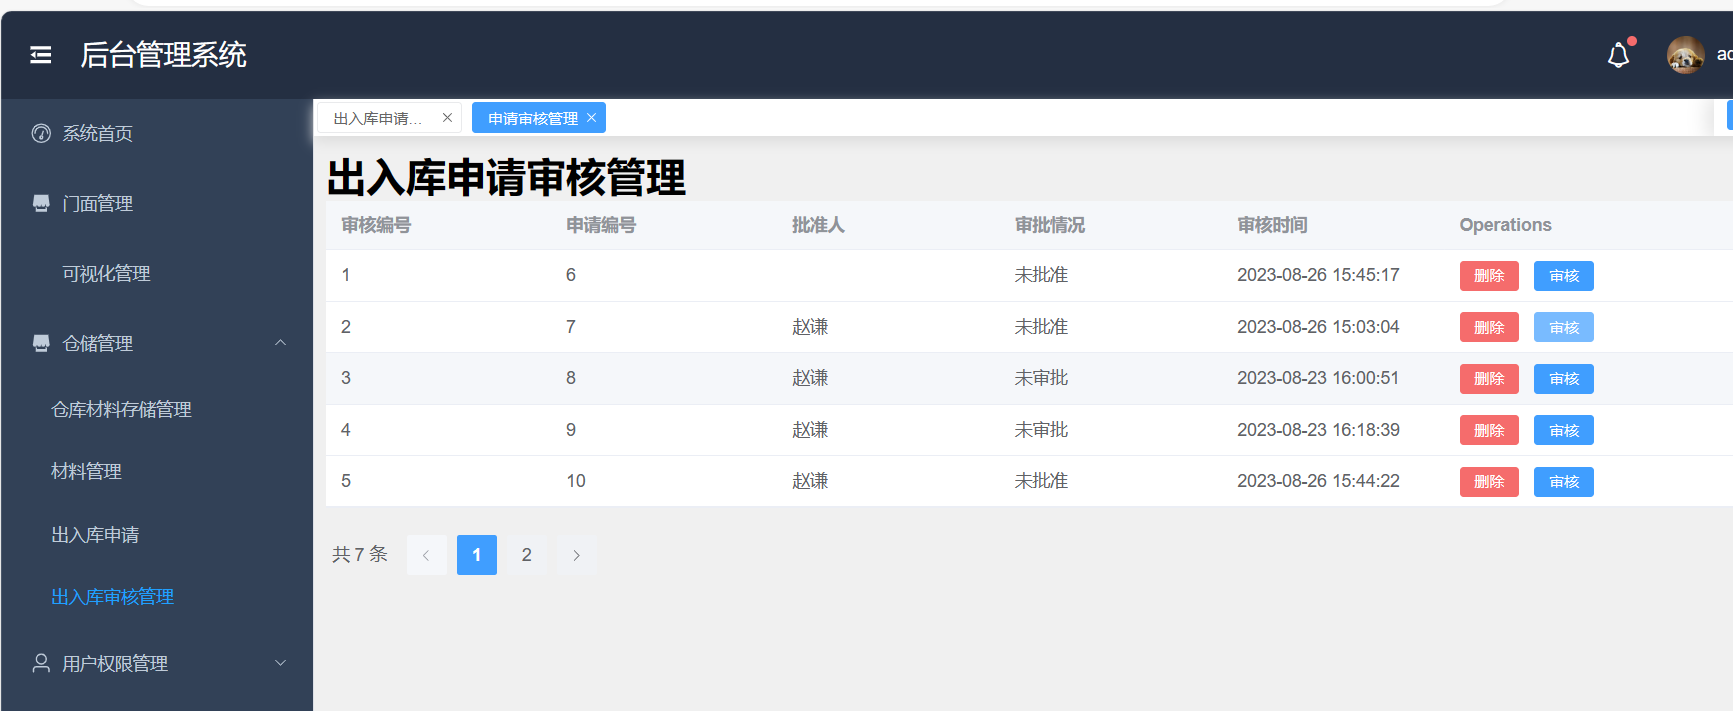 后台管理系统
系统首页
门面管理
可视化管理
仓储管理
仓库材料存储管理
材料管理
出入库申请
出入库审核管理
用户权限管理
出入库申请... 申请审核管理
出入库申请审核管理
审核编号 申请编号 批准人 审批情况 审核时间 Operations
1 6 未批准 2023-08-26 15:45:17 删除 审核
2 7 赵谦 未批准 2023-08-26 15:03:04 删除 审核
3 8 赵谦 未审批 2023-08-23 16:00:51 删除 审核
4 9 赵谦 未审批 2023-08-23 16:18:39 删除 审核
5 10 赵谦 未批准 2023-08-26 15:44:22 删除 审核
共 7 条 1 2